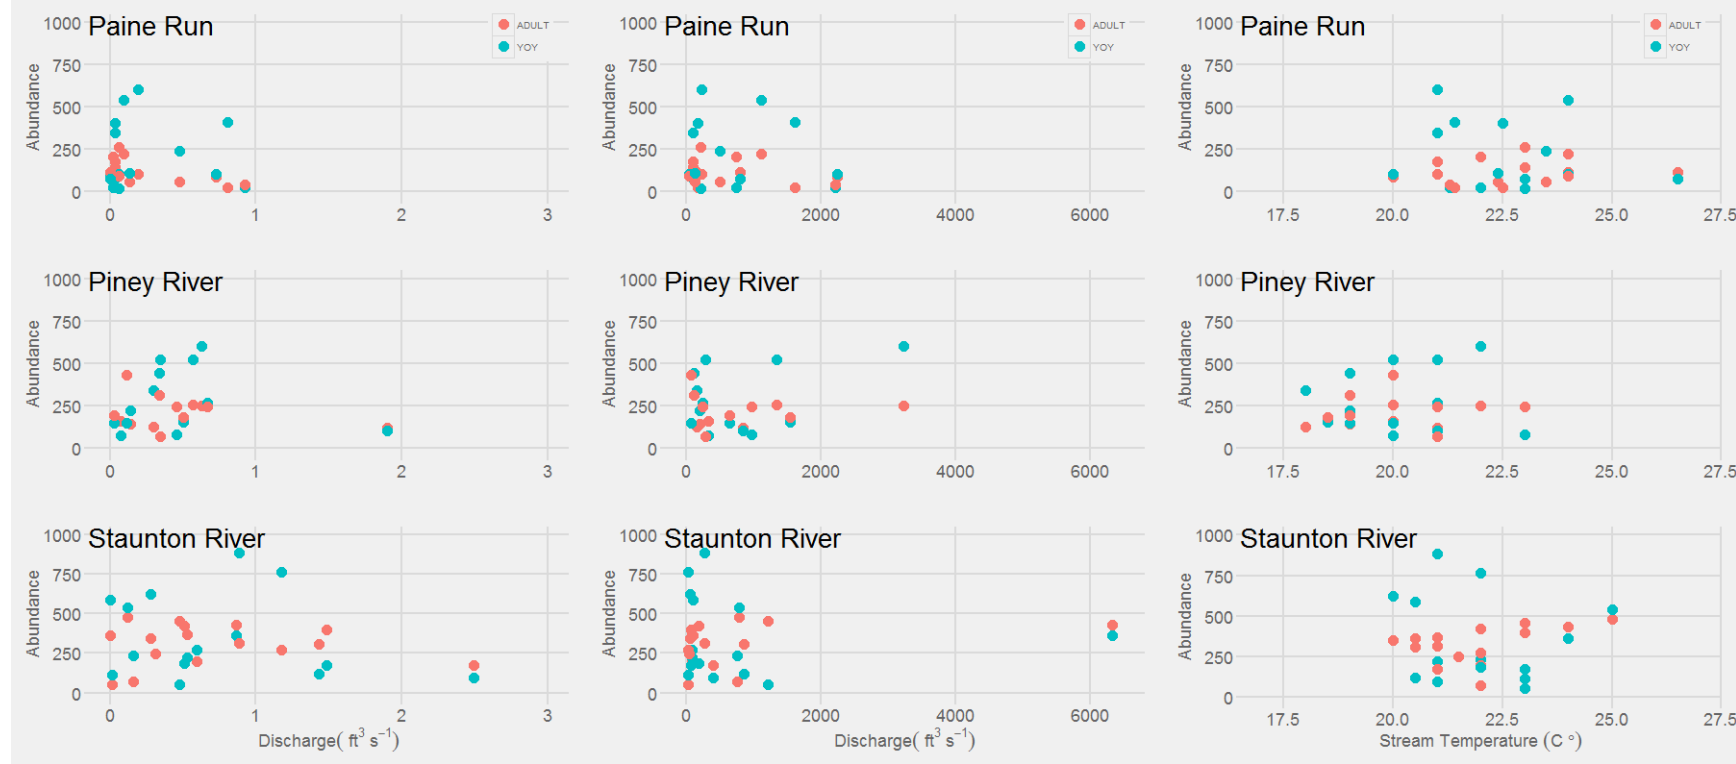 Paine Run
ADULT
YOY
1000
750
500
250
0
Abundance
0 1 2 3
Paine Run
ADULT
YOY
1000
750
500
250
0
Abundance
0 2000 4000 6000
Paine Run
ADULT
YOY
1000
750
500
250
0
Abundance
17.5 20.0 22.5 25.0 27.5
Piney River
1000
750
500
250
0
Abundance
0 1 2 3
Piney River
1000
750
500
250
0
Abundance
0 2000 4000 6000
Piney River
1000
750
500
250
0
Abundance
17.5 20.0 22.5 25.0 27.5
Staunton River
1000
750
500
250
0
Abundance
0 1 2 3
Discharge( ft³ s⁻¹)
Staunton River
1000
750
500
250
0
Abundance
0 2000 4000 6000
Discharge( ft³ s⁻¹)
Staunton River
1000
750
500
250
0
Abundance
17.5 20.0 22.5 25.0 27.5
Stream Temperature (C °)